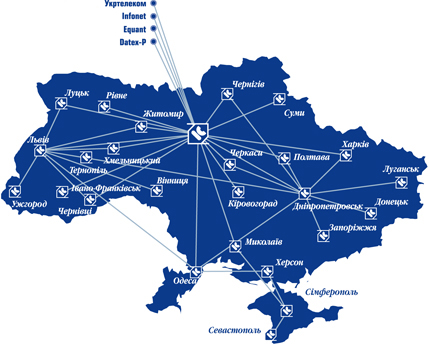 Укртелеком
Infonet
Equant
Datex-P
Чернігів
Луцьк
Рівне
Суми
Житомир
Львів
Харків
Хмельницький
Черкаси
Полтава
Тернопіль
Луганськ
Івано-Франківськ
Вінниця
Ужгород
Кіровоград
Дніпропетровськ
Донецьк
Чернівці
Запоріжжя
Миколаїв
Херсон
Одеса
Сімферополь
Севастополь